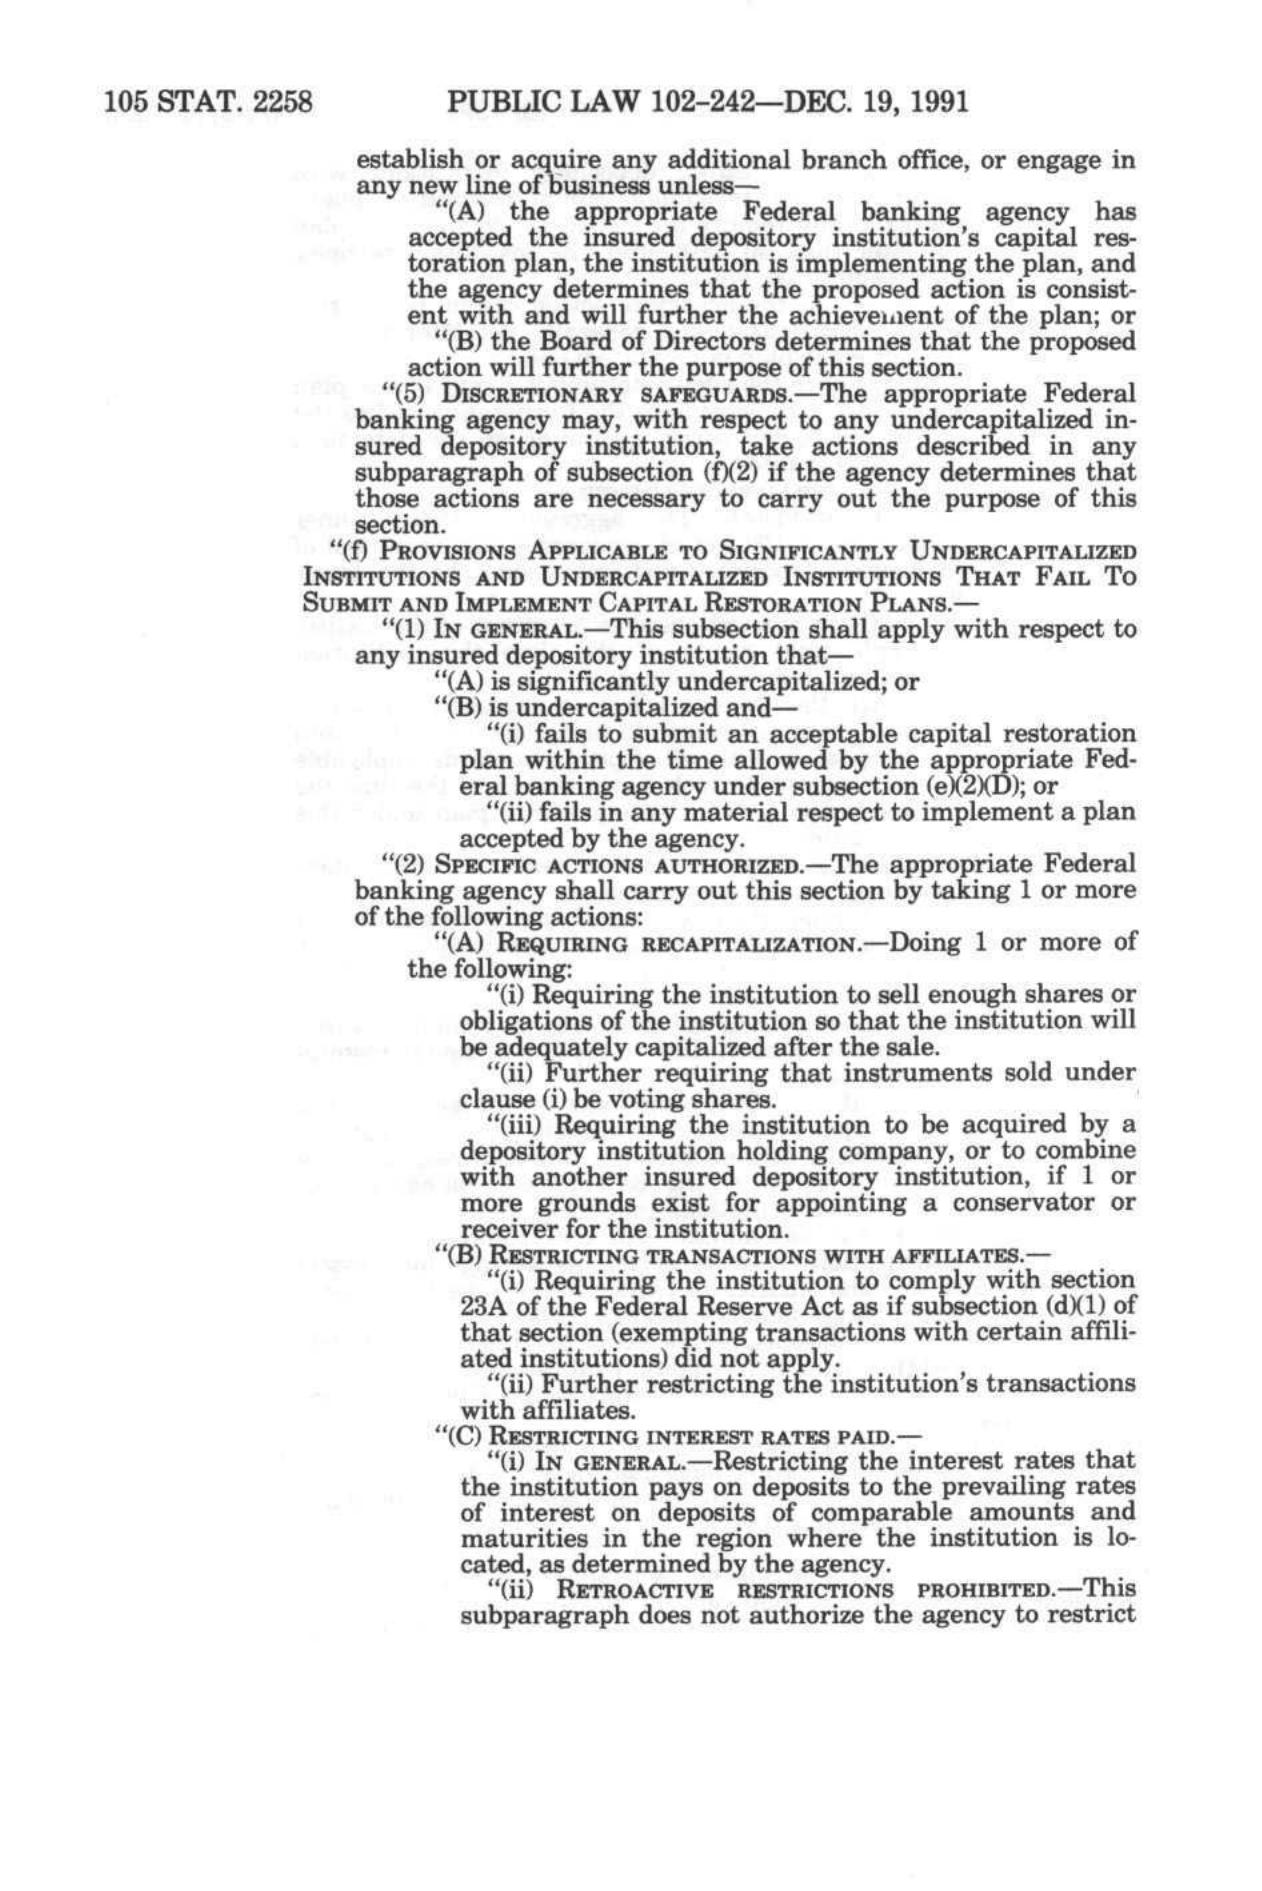 105 STAT. 2258 PUBLIC LAW 102-242—DEC. 19, 1991
establish or acquire any additional branch office, or engage in
any new line of business unless—
“(A) the appropriate Federal banking agency has
accepted the insured depository institution's capital res-
toration plan, the institution is implementing the plan, and
the agency determines that the proposed action is consist-
ent with and will further the achievement of the plan; or
“(B) the Board of Directors determines that the proposed
action will further the purpose of this section.
“(5) DISCRETIONARY SAFEGUARDS.—The appropriate Federal
banking agency may, with respect to any undercapitalized in-
sured depository institution, take actions described in any
subparagraph of subsection (f)(2) if the agency determines that
those actions are necessary to carry out the purpose of this
section.
“(f) PROVISIONS APPLICABLE TO SIGNIFICANTLY UNDERCAPITALIZED
INSTITUTIONS AND UNDERCAPITALIZED INSTITUTIONS THAT FAIL TO
SUBMIT AND IMPLEMENT CAPITAL RESTORATION PLANS.—
“(1) IN GENERAL.—This subsection shall apply with respect to
any insured depository institution that—
“(A) is significantly undercapitalized; or
“(B) is undercapitalized and—
“(i) fails to submit an acceptable capital restoration
plan within the time allowed by the appropriate Fed-
eral banking agency under subsection (e)(2)(D); or
“(ii) fails in any material respect to implement a plan
accepted by the agency.
“(2) SPECIFIC ACTIONS AUTHORIZED.—The appropriate Federal
banking agency shall carry out this section by taking 1 or more
of the following actions:
“(A) REQUIRING RECAPITALIZATION.—Doing 1 or more of
the following:
“(i) Requiring the institution to sell enough shares or
obligations of the institution so that the institution will
be adequately capitalized after the sale.
“(ii) Further requiring that instruments sold under
clause (i) be voting shares.
“(iii) Requiring the institution to be acquired by a
depository institution holding company, or to combine
with another insured depository institution, if 1 or
more grounds exist for appointing a conservator or
receiver for the institution.
“(B) RESTRICTING TRANSACTIONS WITH AFFILIATES.—
“(i) Requiring the institution to comply with section
23A of the Federal Reserve Act as if subsection (d)(1) of
that section (exempting transactions with certain affili-
ated institutions) did not apply.
“(ii) Further restricting the institution's transactions
with affiliates.
“(C) RESTRICTING INTEREST RATES PAID.—
“(i) IN GENERAL.—Restricting the interest rates that
the institution pays on deposits to the prevailing rates
of interest on deposits of comparable amounts and
maturities in the region where the institution is lo-
cated, as determined by the agency.
“(ii) RETROACTIVE RESTRICTIONS PROHIBITED.—This
subparagraph does not authorize the agency to restrict